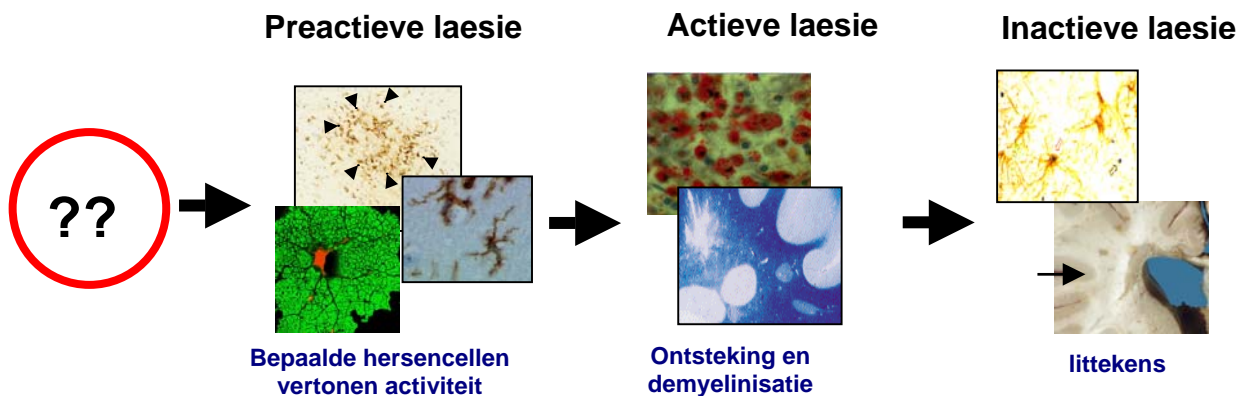 Preactieve laesie
Actieve laesie
Inactieve laesie
??
Bepaalde hersencellen
vertonen activiteit
Ontsteking en
demyelinisatie
littekens